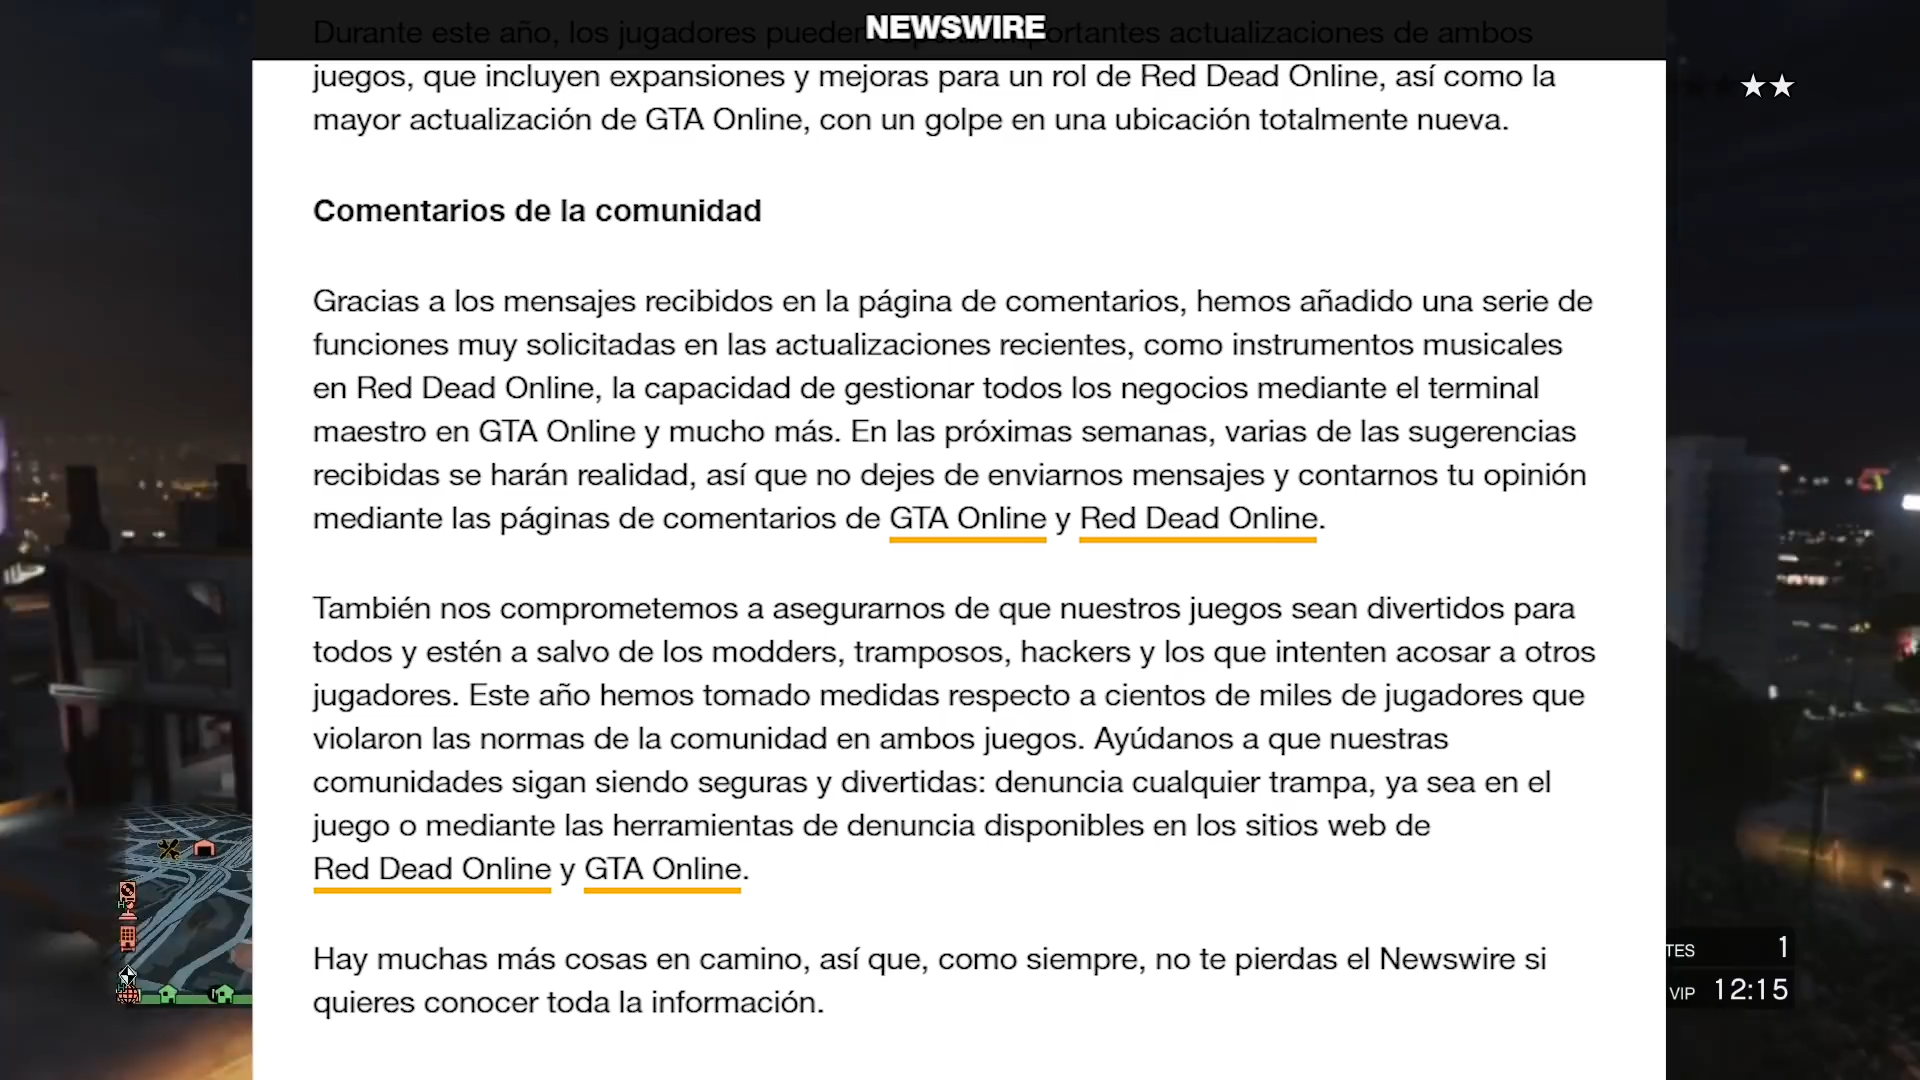 NEWSWIRE
Durante este año, los jugadores pueden importantes actualizaciones de ambos
juegos, que incluyen expansiones y mejoras para un rol de Red Dead Online, así como la
mayor actualización de GTA Online, con un golpe en una ubicación totalmente nueva.
Comentarios de la comunidad
Gracias a los mensajes recibidos en la página de comentarios, hemos añadido una serie de
funciones muy solicitadas en las actualizaciones recientes, como instrumentos musicales
en Red Dead Online, la capacidad de gestionar todos los negocios mediante el terminal
maestro en GTA Online y mucho más. En las próximas semanas, varias de las sugerencias
recibidas se harán realidad, así que no dejes de enviarnos mensajes y contarnos tu opinión
mediante las páginas de comentarios de GTA Online y Red Dead Online.
También nos comprometemos a asegurarnos de que nuestros juegos sean divertidos para
todos y estén a salvo de los modders, tramposos, hackers y los que intenten acosar a otros
jugadores. Este año hemos tomado medidas respecto a cientos de miles de jugadores que
violaron las normas de la comunidad en ambos juegos. Ayúdanos a que nuestras
comunidades sigan siendo seguras y divertidas: denuncia cualquier trampa, ya sea en el
juego o mediante las herramientas de denuncia disponibles en los sitios web de
Red Dead Online y GTA Online.
Hay muchas más cosas en camino, así que, como siempre, no te pierdas el Newswire si
quieres conocer toda la información.
TES 1
VIP 12:15